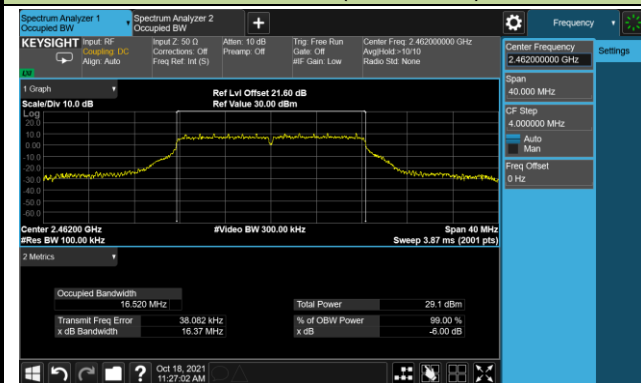 Spectrum Analyzer 1
Occupied BW
Spectrum Analyzer 2
Occupied BW
+
Frequency
KEYSIGHT
Input: RF
Coupling: DC
Align: Auto
Input Z: 50 Ω
Corrections: Off
Freq Ref: Int (S)
Atten: 10 dB
Preamp: Off
Trig: Free Run
Gate: Off
#IF Gain: Low
Center Freq: 2.462000000 GHz
Avg|Hold:>10/10
Radio Std: None
Center Frequency
2.462000000 GHz
Settings
Span
40.000 MHz
CF Step
4.000000 MHz
Auto
Man
Freq Offset
0 Hz
1 Graph
Scale/Div 10.0 dB
Ref Lvl Offset 21.60 dB
Ref Value 30.00 dBm
Log
20.0
10.0
0.00
-10.0
-20.0
-30.0
-40.0
-50.0
-60.0
Center 2.46200 GHz
#Res BW 100.00 kHz
#Video BW 300.00 kHz
Span 40 MHz
Sweep 3.87 ms (2001 pts)
2 Metrics
Occupied Bandwidth
16.520 MHz
Total Power 29.1 dBm
Transmit Freq Error 38.082 kHz
% of OBW Power 99.00 %
x dB Bandwidth 16.37 MHz
x dB -6.00 dB
?
Oct 18, 2021
11:27:02 AM